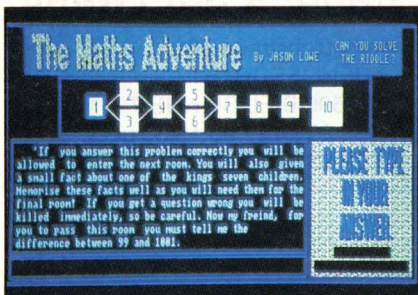 The Maths Adventure
By JASON LOWE
CAN YOU SOLVE
THE RIDDLE?
1
2
3
4
5
6
7
8
9
10
'If you answer this problem correctly you will be
allowed to enter the next room. You will also given
a small fact about one of the kings seven children.
Memorise these facts well as you will need them for the
final room! If you get a question wrong you will be
killed immediately, so be careful. Now my freind, for
you to pass this room you must tell me the
difference between 99 and 1001.
PLEASE TYPE
IN YOUR
ANSWER